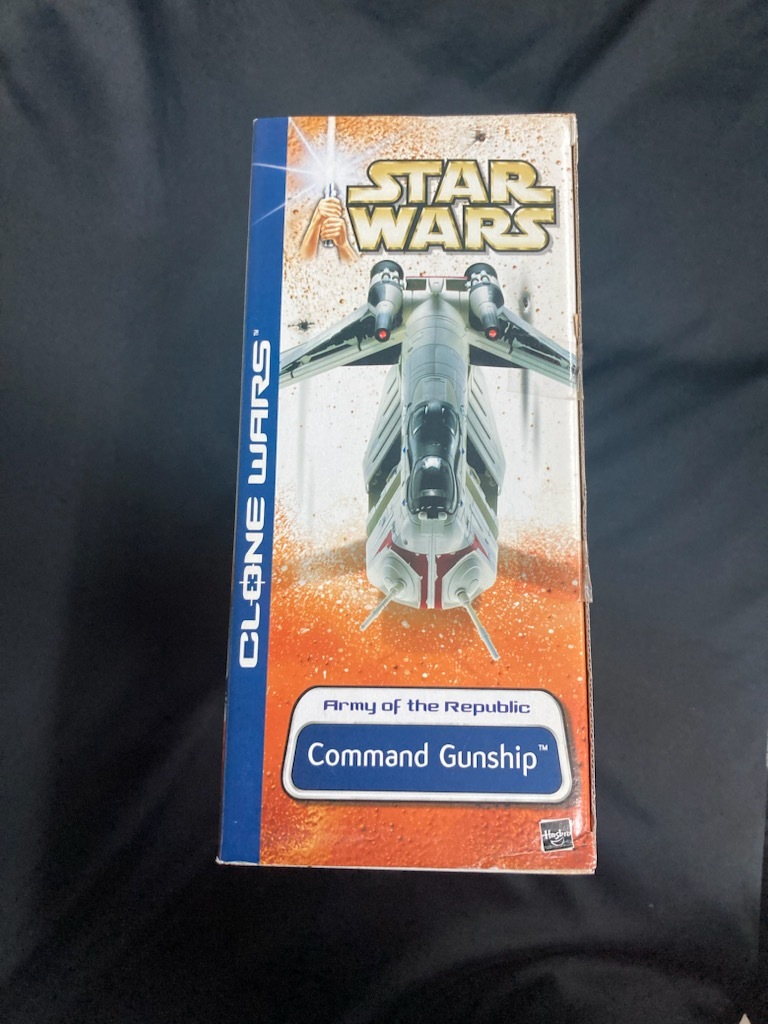 STAR
WARS
CLONE WARS™
Army of the Republic
Command Gunship™
Hasbro